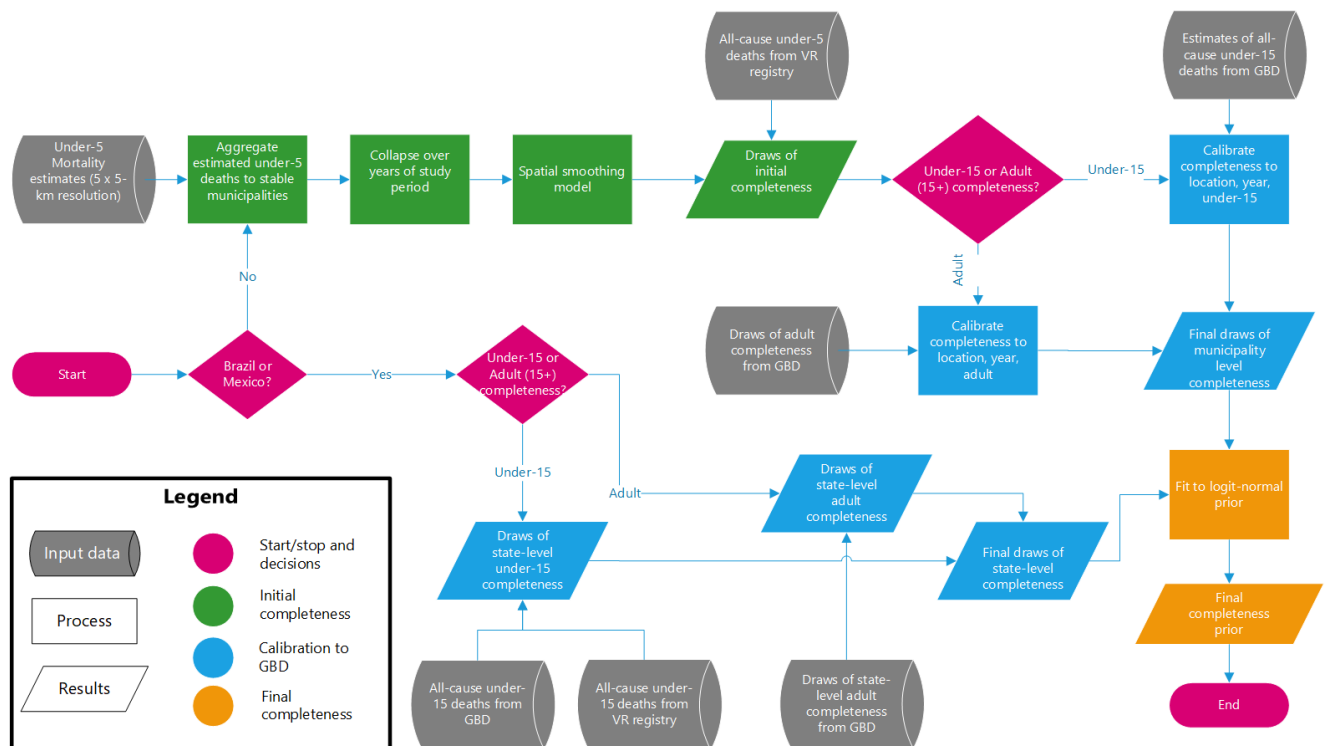 All-cause under-5
deaths from VR
registry
Estimates of all-
cause under-15
deaths from GBD
Under-5
Mortality
estimates (5 x 5-
km resolution)
Aggregate
estimated under-5
deaths to stable
municipalities
Collapse over
years of study
period
Spatial smoothing
model
Draws of
initial
completeness
Under-15 or Adult
(15+) completeness?
Under-15
Calibrate
completeness to
location, year,
under-15
No
Adult
Draws of adult
completeness
from GBD
Calibrate
completeness to
location, year,
adult
Final draws of
municipality
level
completeness
Start
Brazil or
Mexico?
Yes
Under-15 or
Adult (15+)
completeness?
Under-15
Adult
Draws of
state-level
adult
completeness
Fit to logit-normal
prior
Draws of
state-level
under-15
completeness
Final draws of
state-level
completeness
Final
completeness
prior
All-cause under-
15 deaths from
GBD
All-cause under-
15 deaths from
VR registry
Draws of state-
level adult
completeness
from GBD
End
Legend
Input data
Process
Results
Start/stop and
decisions
Initial
completeness
Calibration to
GBD
Final
completeness